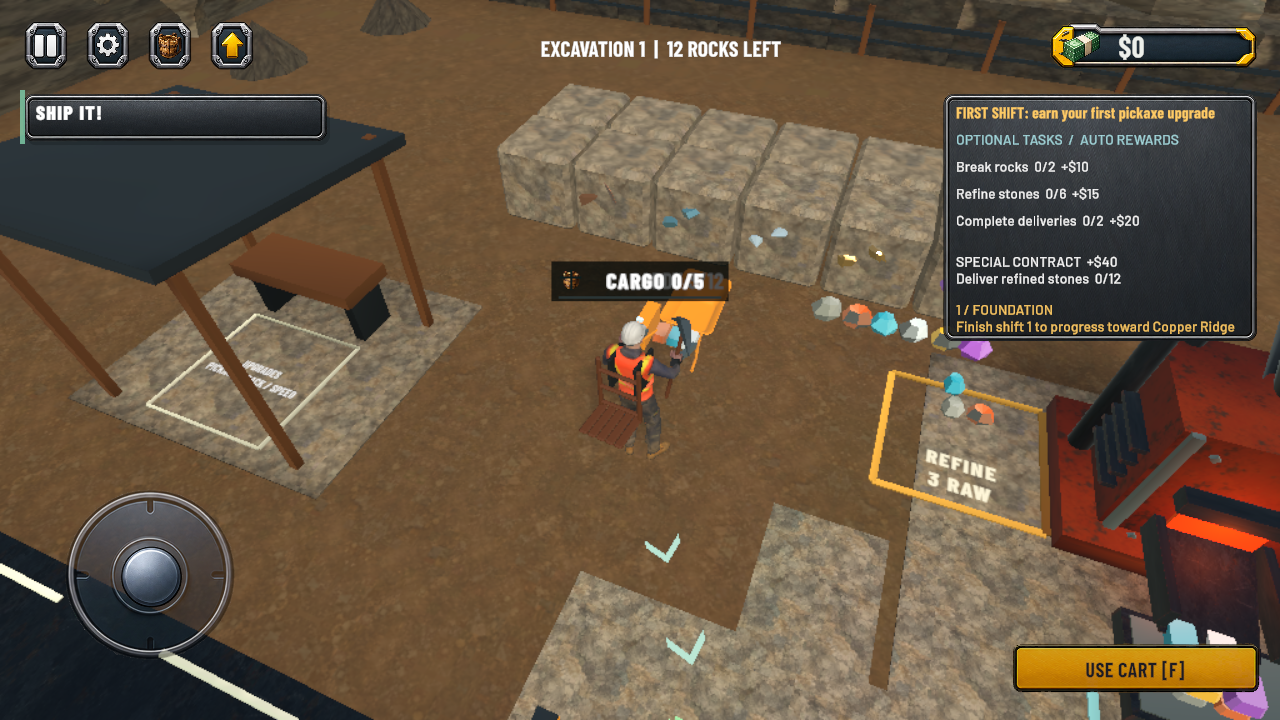 EXCAVATION 1 | 12 ROCKS LEFT
$0
SHIP IT!
FIRST SHIFT: earn your first pickaxe upgrade
OPTIONAL TASKS / AUTO REWARDS
Break rocks 0/2 +$10
Refine stones 0/6 +$15
Complete deliveries 0/2 +$20
SPECIAL CONTRACT +$40
Deliver refined stones 0/12
1 / FOUNDATION
Finish shift 1 to progress toward Copper Ridge
CARGO 0/5
12
UPGRADES
/ SPEED
REFINE
3 RAW
USE CART [F]